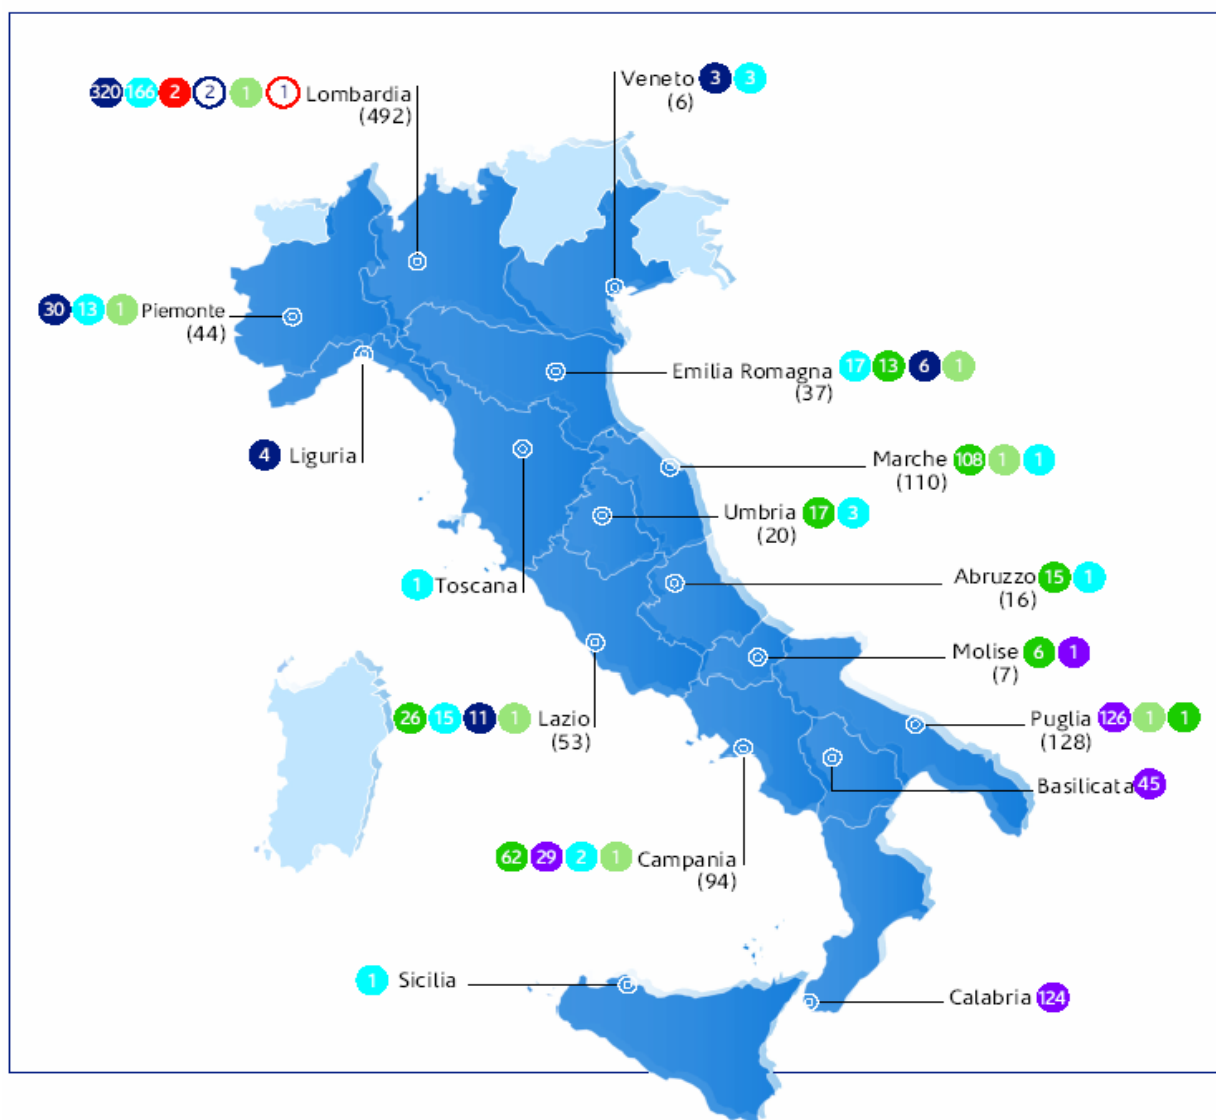 Veneto 3 3
(6)
320 166 2 2 1 1 Lombardia
(492)
30 13 1 Piemonte
(44)
Emilia Romagna 17 13 6 1
(37)
4 Liguria
Marche 108 1 1
(110)
Umbria 17 3
(20)
1 Toscana
Abruzzo 15 1
(16)
Molise 6 1
(7)
26 15 11 1 Lazio
(53)
Puglia 126 1 1
(128)
Basilicata 45
62 29 2 1 Campania
(94)
1 Sicilia
Calabria 124